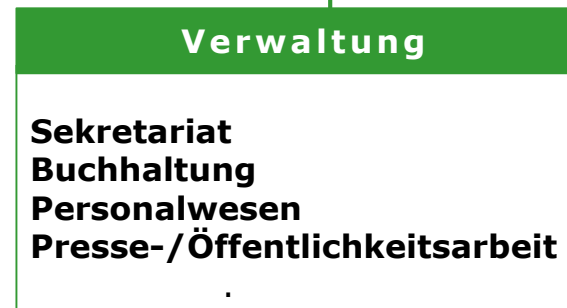 Verwaltung
Sekretariat
Buchhaltung
Personalwesen
Presse-/Öffentlichkeitsarbeit
.